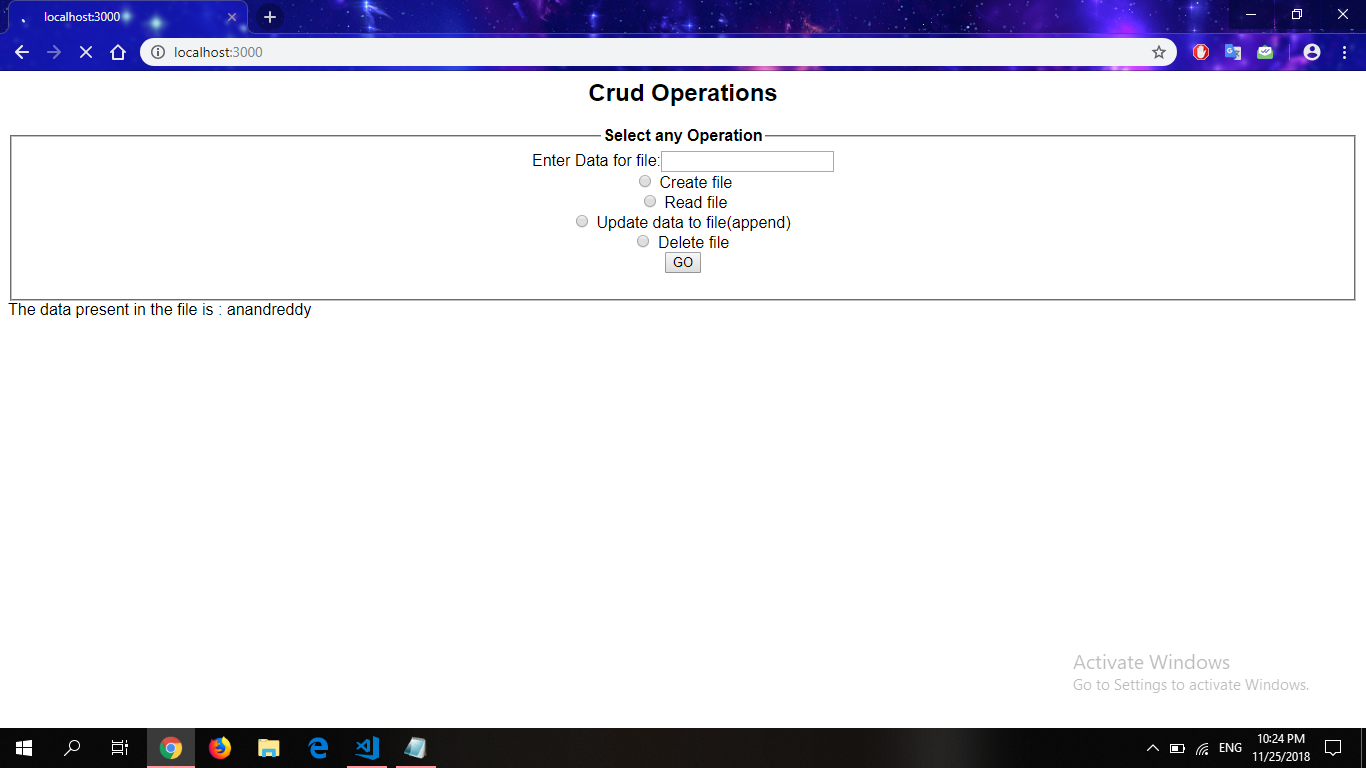 localhost:3000
localhost:3000
Crud Operations
Select any Operation
Enter Data for file:
Create file
Read file
Update data to file(append)
Delete file
GO
The data present in the file is : anandreddy
Activate Windows
Go to Settings to activate Windows.
ENG
10:24 PM
11/25/2018